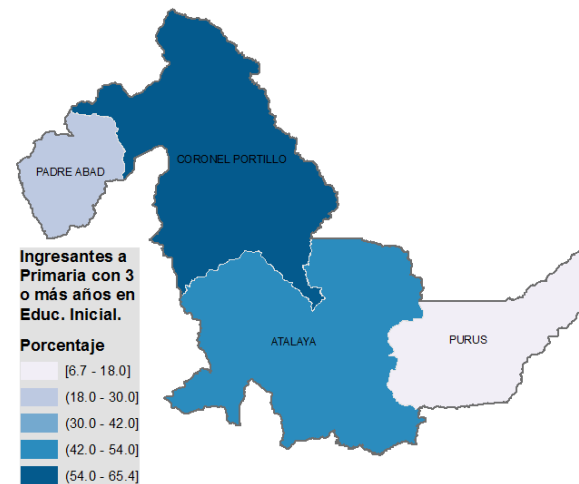 PADRE ABAD
CORONEL PORTILLO
ATALAYA
PURUS
Ingresantes a
Primaria con 3
o más años en
Educ. Inicial.
Porcentaje
[6.7 - 18.0]
(18.0 - 30.0]
(30.0 - 42.0]
(42.0 - 54.0]
(54.0 - 65.4]